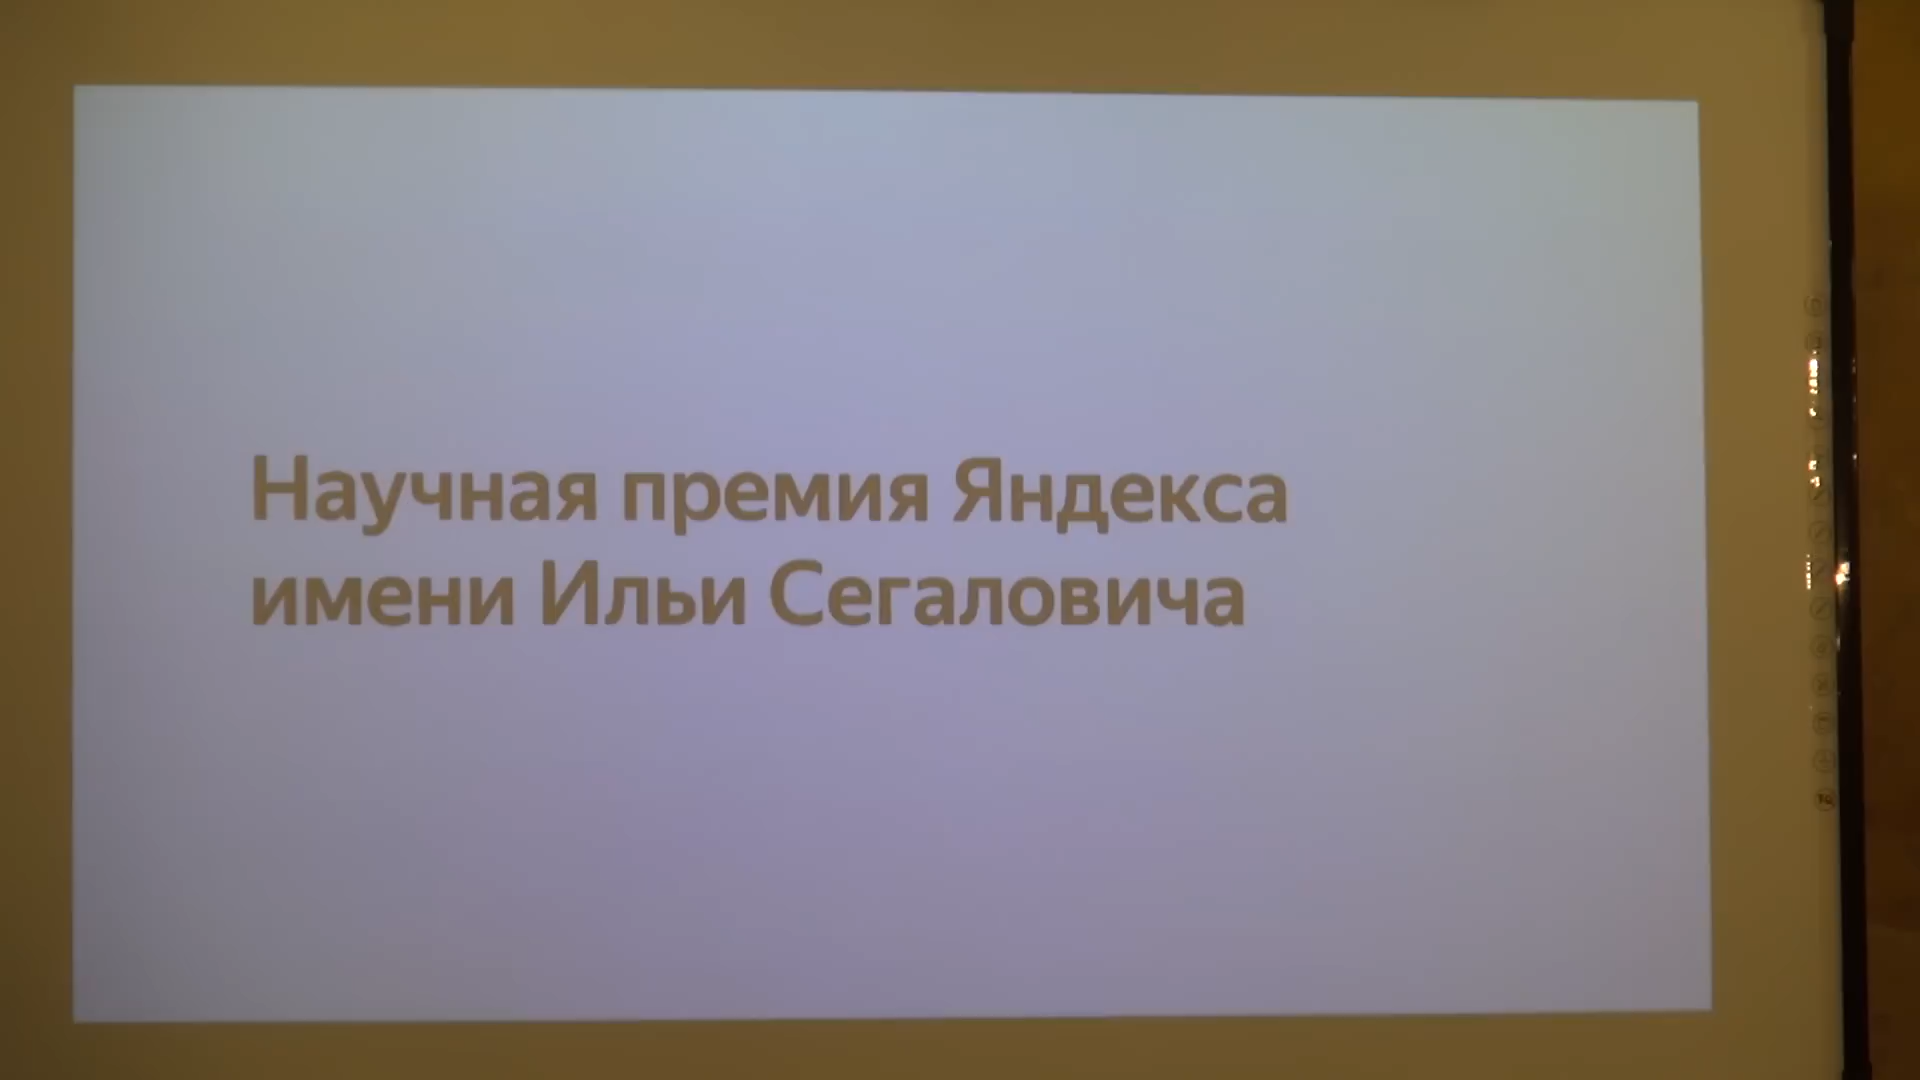 Научная премия Яндекса
имени Ильи Сегаловича